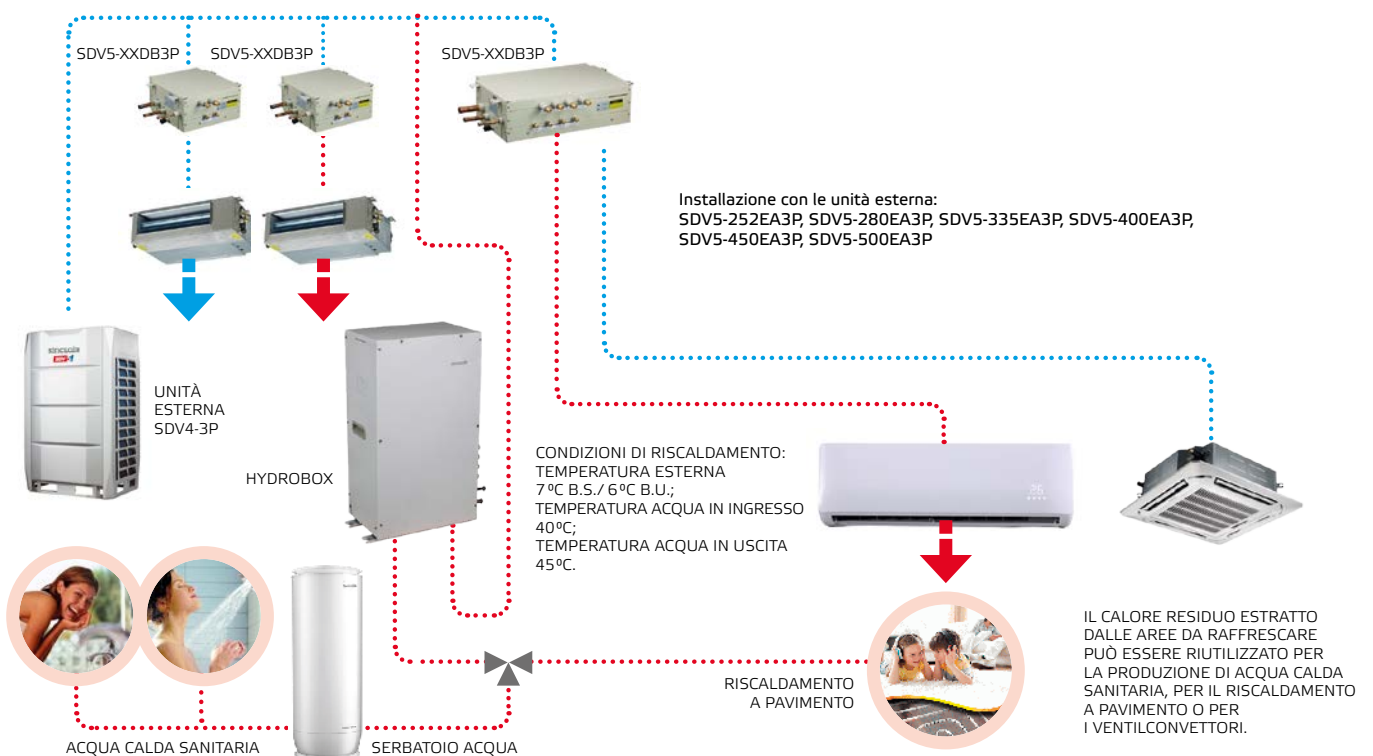 SDV5-XXDB3P
SDV5-XXDB3P
SDV5-XXDB3P
Installazione con le unità esterna:
SDV5-252EA3P, SDV5-280EA3P, SDV5-335EA3P, SDV5-400EA3P,
SDV5-450EA3P, SDV5-500EA3P
UNITÀ
ESTERNA
SDV4-3P
HYDROBOX
CONDIZIONI DI RISCALDAMENTO:
TEMPERATURA ESTERNA
7ºC B.S./ 6ºC B.U.;
TEMPERATURA ACQUA IN INGRESSO
40ºC;
TEMPERATURA ACQUA IN USCITA
45ºC.
26
RISCALDAMENTO
A PAVIMENTO
IL CALORE RESIDUO ESTRATTO
DALLE AREE DA RAFFRESCARE
PUÒ ESSERE RIUTILIZZATO PER
LA PRODUZIONE DI ACQUA CALDA
SANITARIA, PER IL RISCALDAMENTO
A PAVIMENTO O PER
I VENTILCONVETTORI.
ACQUA CALDA SANITARIA
SERBATOIO ACQUA